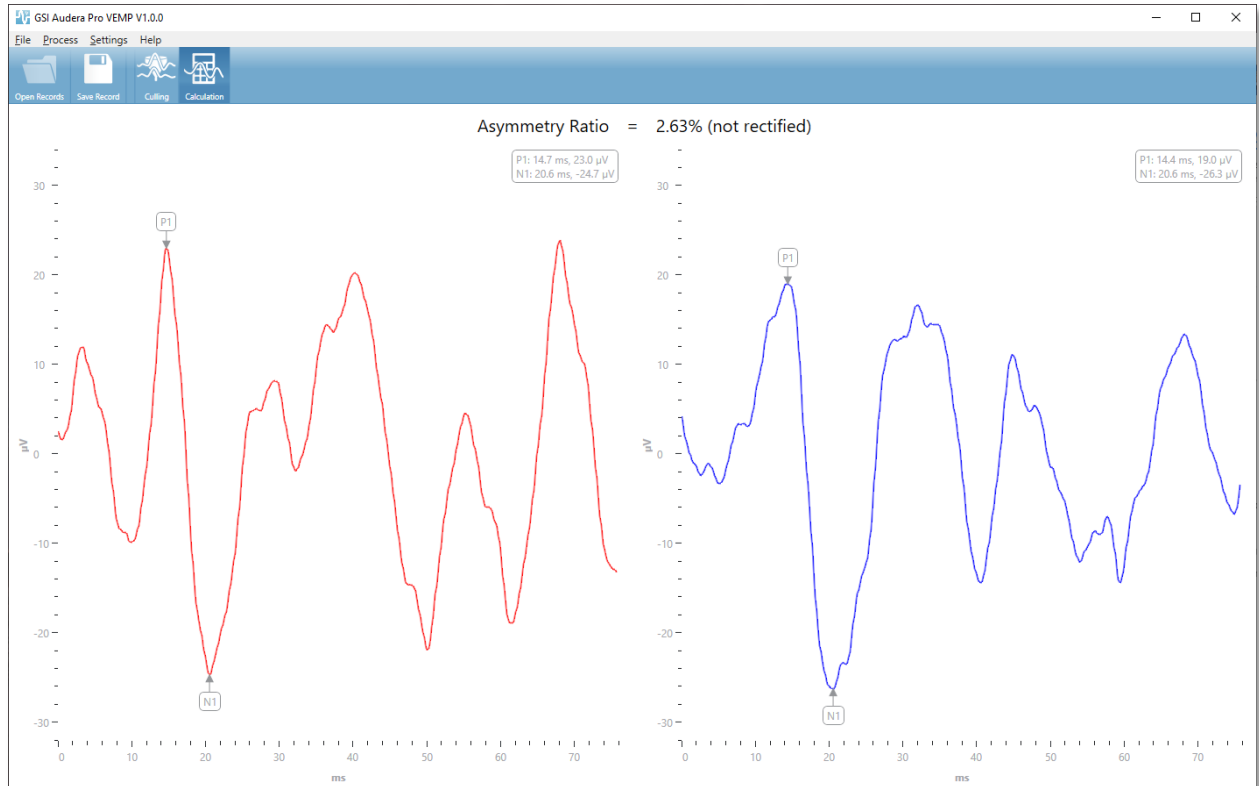 GSI Audera Pro VEMP V1.0.0
File Process Settings Help
Open Records Save Record Culling Calculation
Asymmetry Ratio = 2.63% (not rectified)
P1: 14.7 ms, 23.0 µV
N1: 20.6 ms, -24.7 µV
30
20
10
0
-10
-20
-30
µV
P1
N1
0 10 20 30 40 50 60 70
ms
P1: 14.4 ms, 19.0 µV
N1: 20.6 ms, -26.3 µV
30
20
10
0
-10
-20
-30
µV
P1
N1
0 10 20 30 40 50 60 70
ms